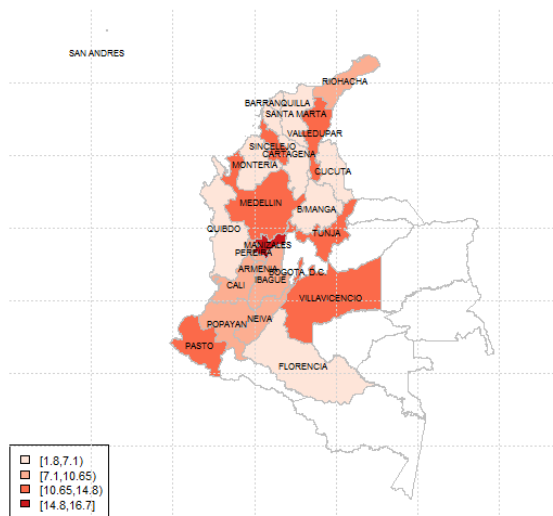 SAN ANDRES
RIOHACHA
BARRANQUILLA
SANTA MARTA
VALLEDUPAR
SINCELEJO
CARTAGENA
MONTERIA
CUCUTA
MEDELLIN
B/MANGA
QUIBDO
TUNJA
MANIZALES
PEREIRA
ARMENIA
BOGOTA, D.C.
IBAGUE
CALI
VILLAVICENCIO
NEIVA
POPAYAN
PASTO
FLORENCIA
[1.8,7.1)
[7.1,10.65)
[10.65,14.8)
[14.8,16.7]